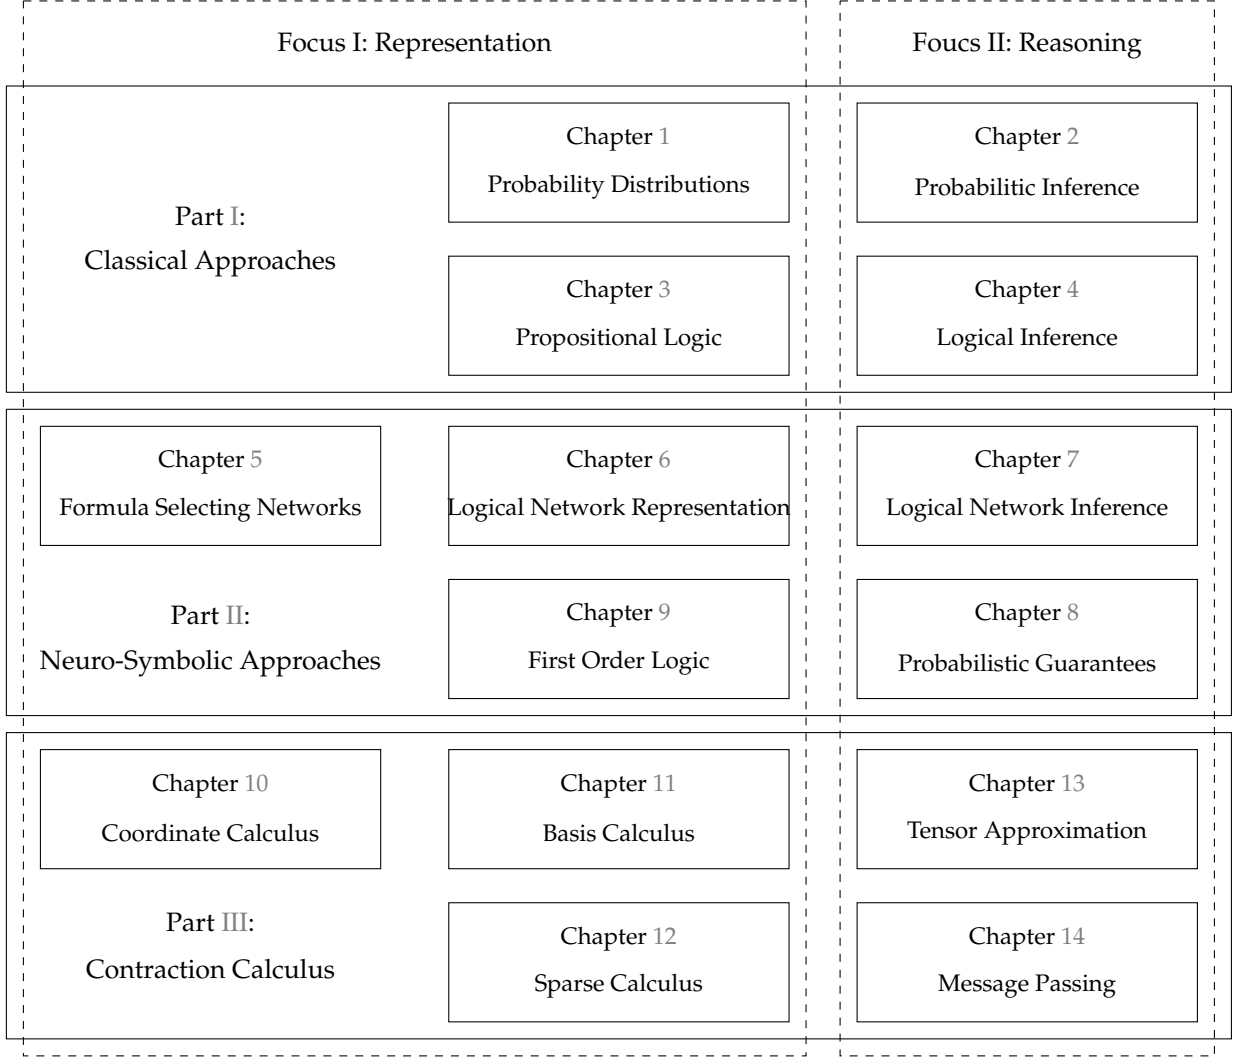 Focus I: Representation
Foucs II: Reasoning
Part I:
Classical Approaches
Chapter 1
Probability Distributions
Chapter 2
Probabilitic Inference
Chapter 3
Propositional Logic
Chapter 4
Logical Inference
Chapter 5
Formula Selecting Networks
Chapter 6
Logical Network Representation
Chapter 7
Logical Network Inference
Part II:
Neuro-Symbolic Approaches
Chapter 9
First Order Logic
Chapter 8
Probabilistic Guarantees
Chapter 10
Coordinate Calculus
Chapter 11
Basis Calculus
Chapter 13
Tensor Approximation
Part III:
Contraction Calculus
Chapter 12
Sparse Calculus
Chapter 14
Message Passing